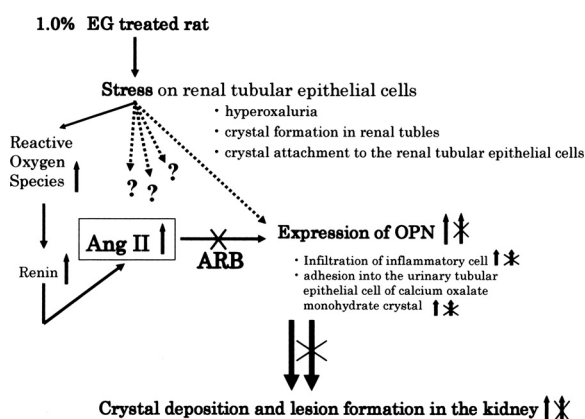 1.0% EG treated rat
Stress on renal tubular epithelial cells
・hyperoxaluria
・crystal formation in renal tubles
・crystal attachment to the renal tubular epithelial cells
Reactive
Oxygen
Species
? ? ?
Renin
Ang II
ARB
Expression of OPN
・Infiltration of inflammatory cell
・adhesion into the urinary tubular
epithelial cell of calcium oxalate
monohydrate crystal
Crystal deposition and lesion formation in the kidney